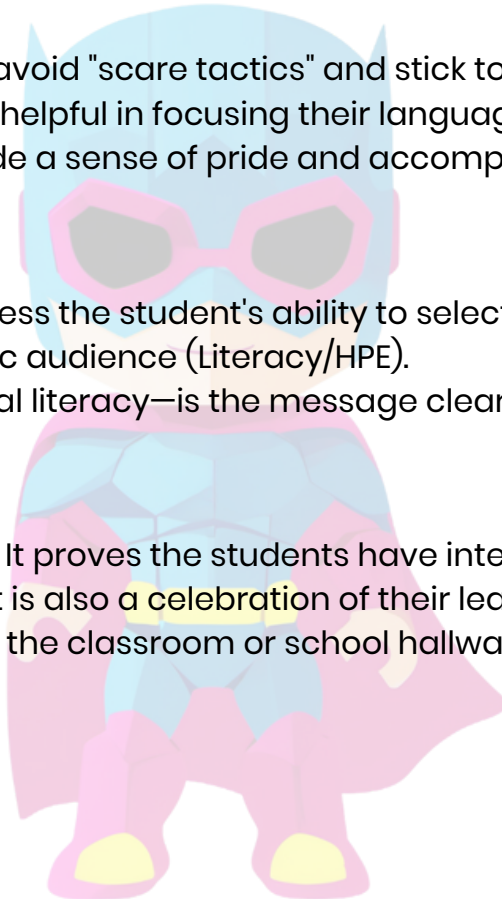 avoid "scare tactics" and stick to
helpful in focusing their languag
de a sense of pride and accomp
ess the student's ability to select
c audience (Literacy/HPE).
al literacy—is the message clear
It proves the students have inte
t is also a celebration of their lea
the classroom or school hallwa